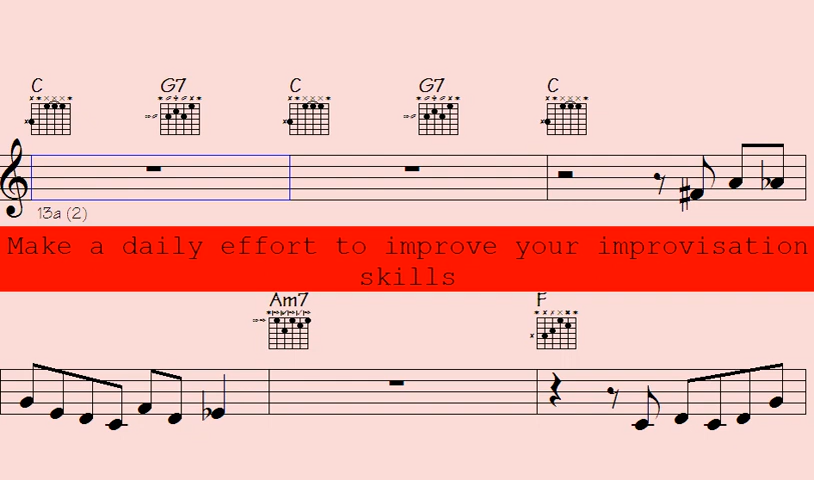 C G7 C G7 C
13a (2)
Make a daily effort to improve your improvisation
skills
Am7 F